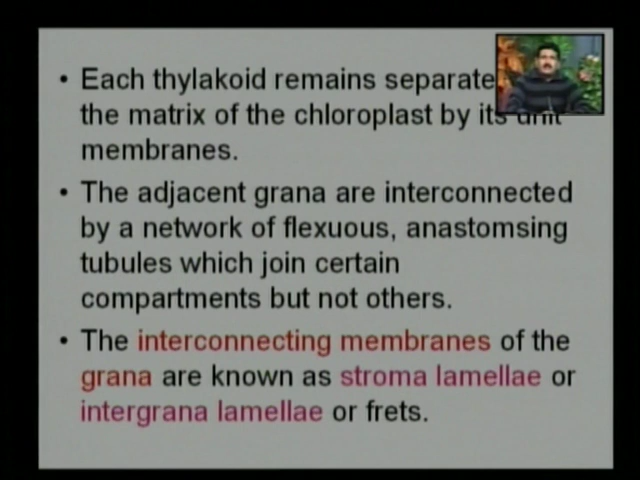 • Each thylakoid remains separate
the matrix of the chloroplast by its unit
membranes.
• The adjacent grana are interconnected
by a network of flexuous, anastomsing
tubules which join certain
compartments but not others.
• The interconnecting membranes of the
grana are known as stroma lamellae or
intergrana lamellae or frets.